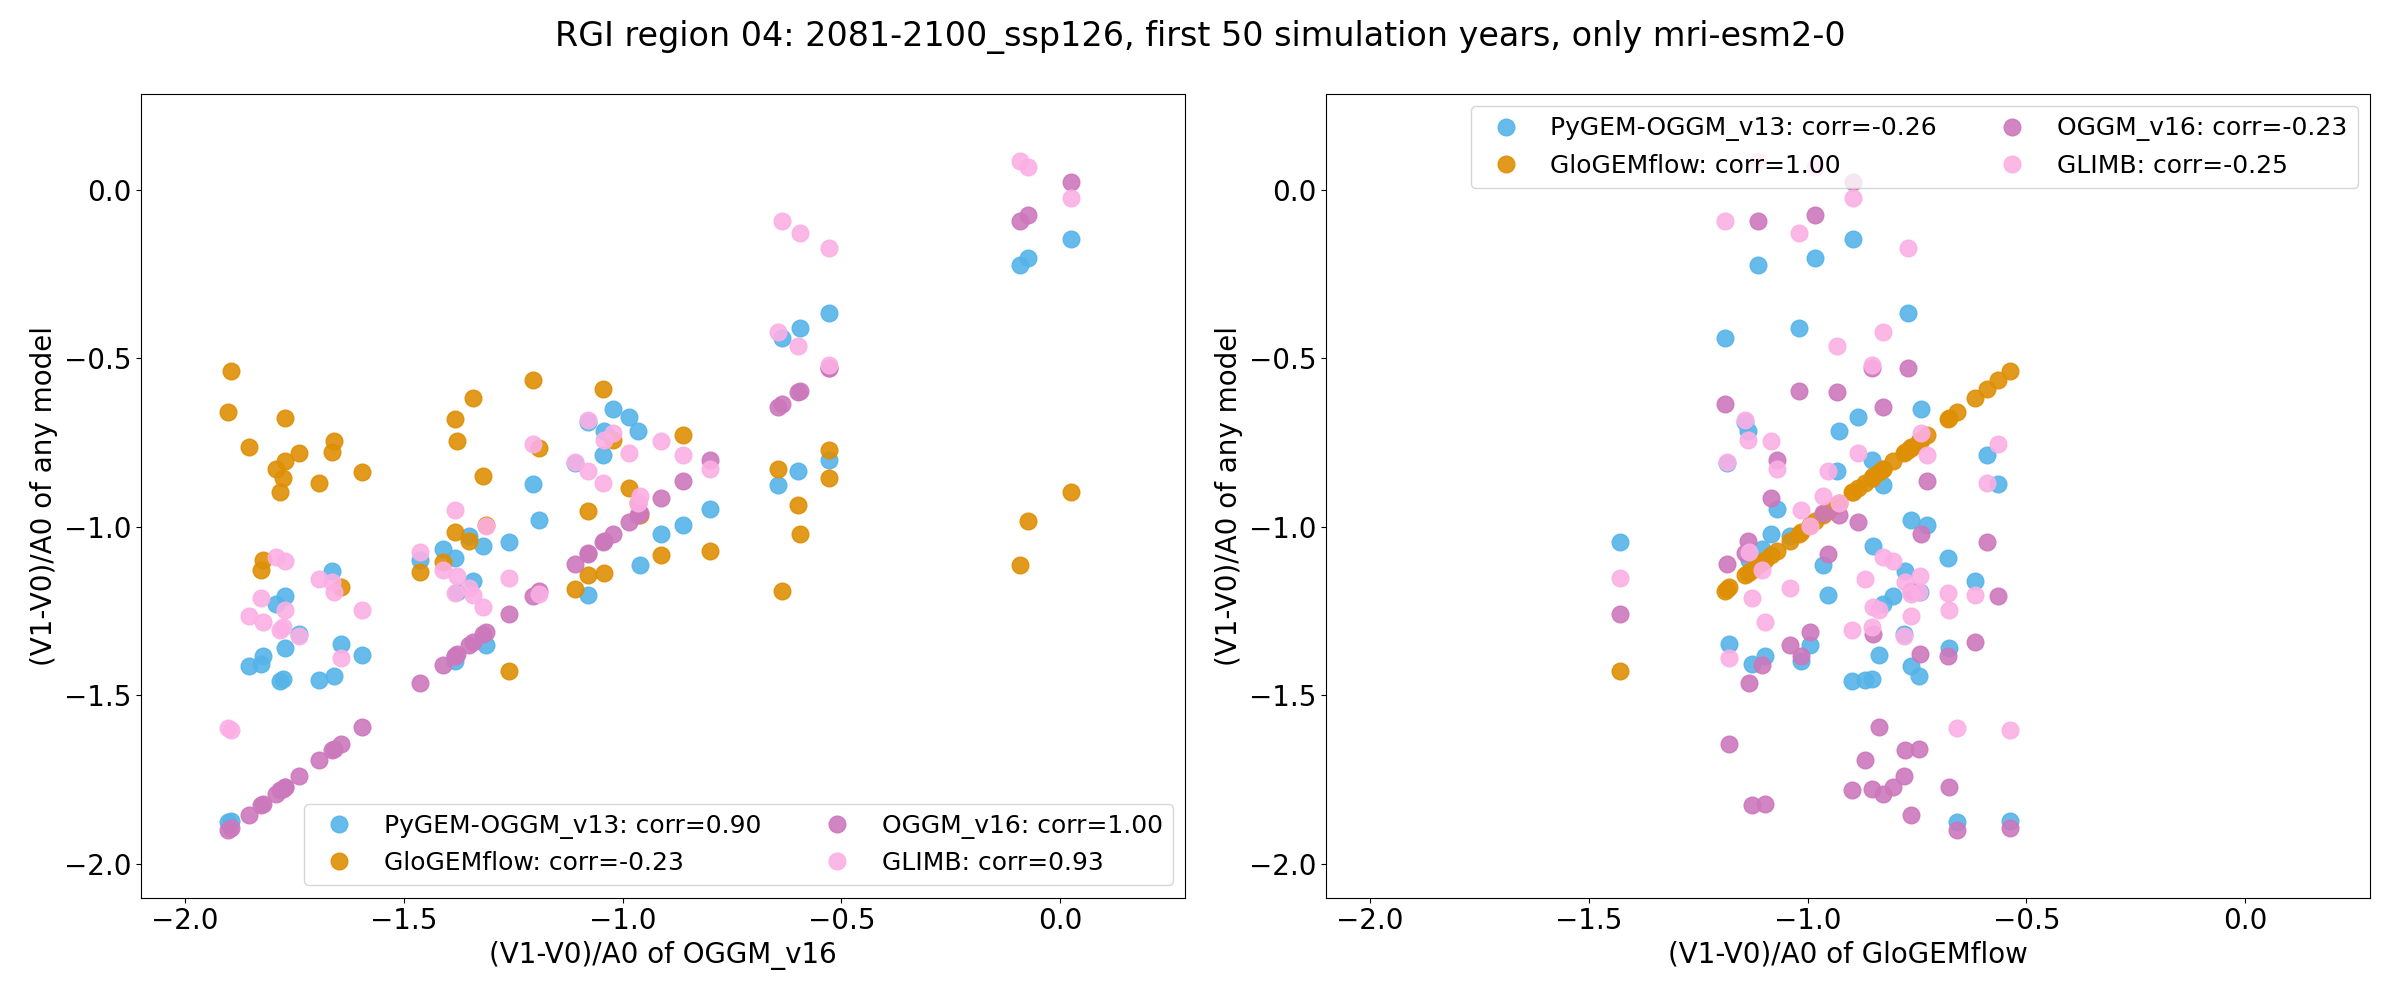 RGI region 04: 2081-2100_ssp126, first 50 simulation years, only mri-esm2-0
(V1-V0)/A0 of any model
0.0
−0.5
−1.0
−1.5
−2.0
PyGEM-OGGM_v13: corr=0.90
GloGEMflow: corr=-0.23
OGGM_v16: corr=1.00
GLIMB: corr=0.93
−2.0 −1.5 −1.0 −0.5 0.0
(V1-V0)/A0 of OGGM_v16
(V1-V0)/A0 of any model
0.0
−0.5
−1.0
−1.5
−2.0
PyGEM-OGGM_v13: corr=-0.26
GloGEMflow: corr=1.00
OGGM_v16: corr=-0.23
GLIMB: corr=-0.25
−2.0 −1.5 −1.0 −0.5 0.0
(V1-V0)/A0 of GloGEMflow